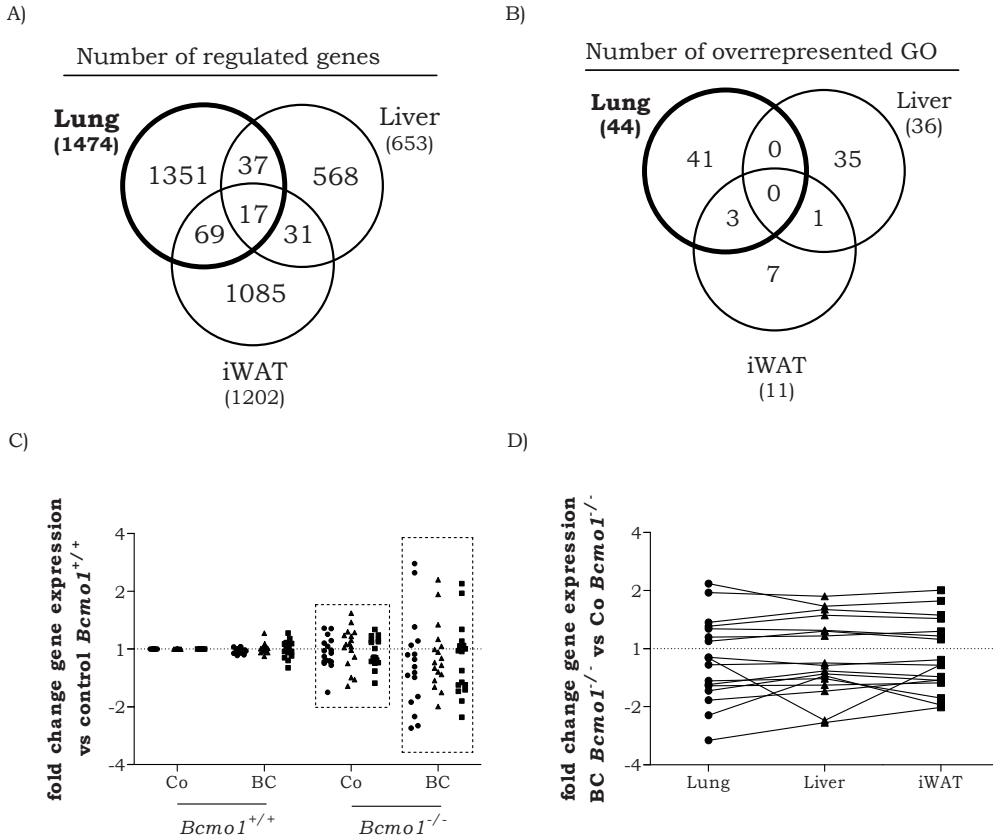 A)
Number of regulated genes
Lung
(1474)
Liver
(653)
1351
37
568
17
69
31
1085
iWAT
(1202)
B)
Number of overrepresented GO
Lung
(44)
Liver
(36)
41
0
35
0
3
1
7
iWAT
(11)
C)
fold change gene expression
vs control Bcmo1+/+
4
2
1
-2
-4
Co
BC
Co
BC
Bcmo1+/+
Bcmo1-/-
D)
fold change gene expression
BC Bcmo1-/- vs Co Bcmo1-/-
4
2
1
-2
-4
Lung
Liver
iWAT